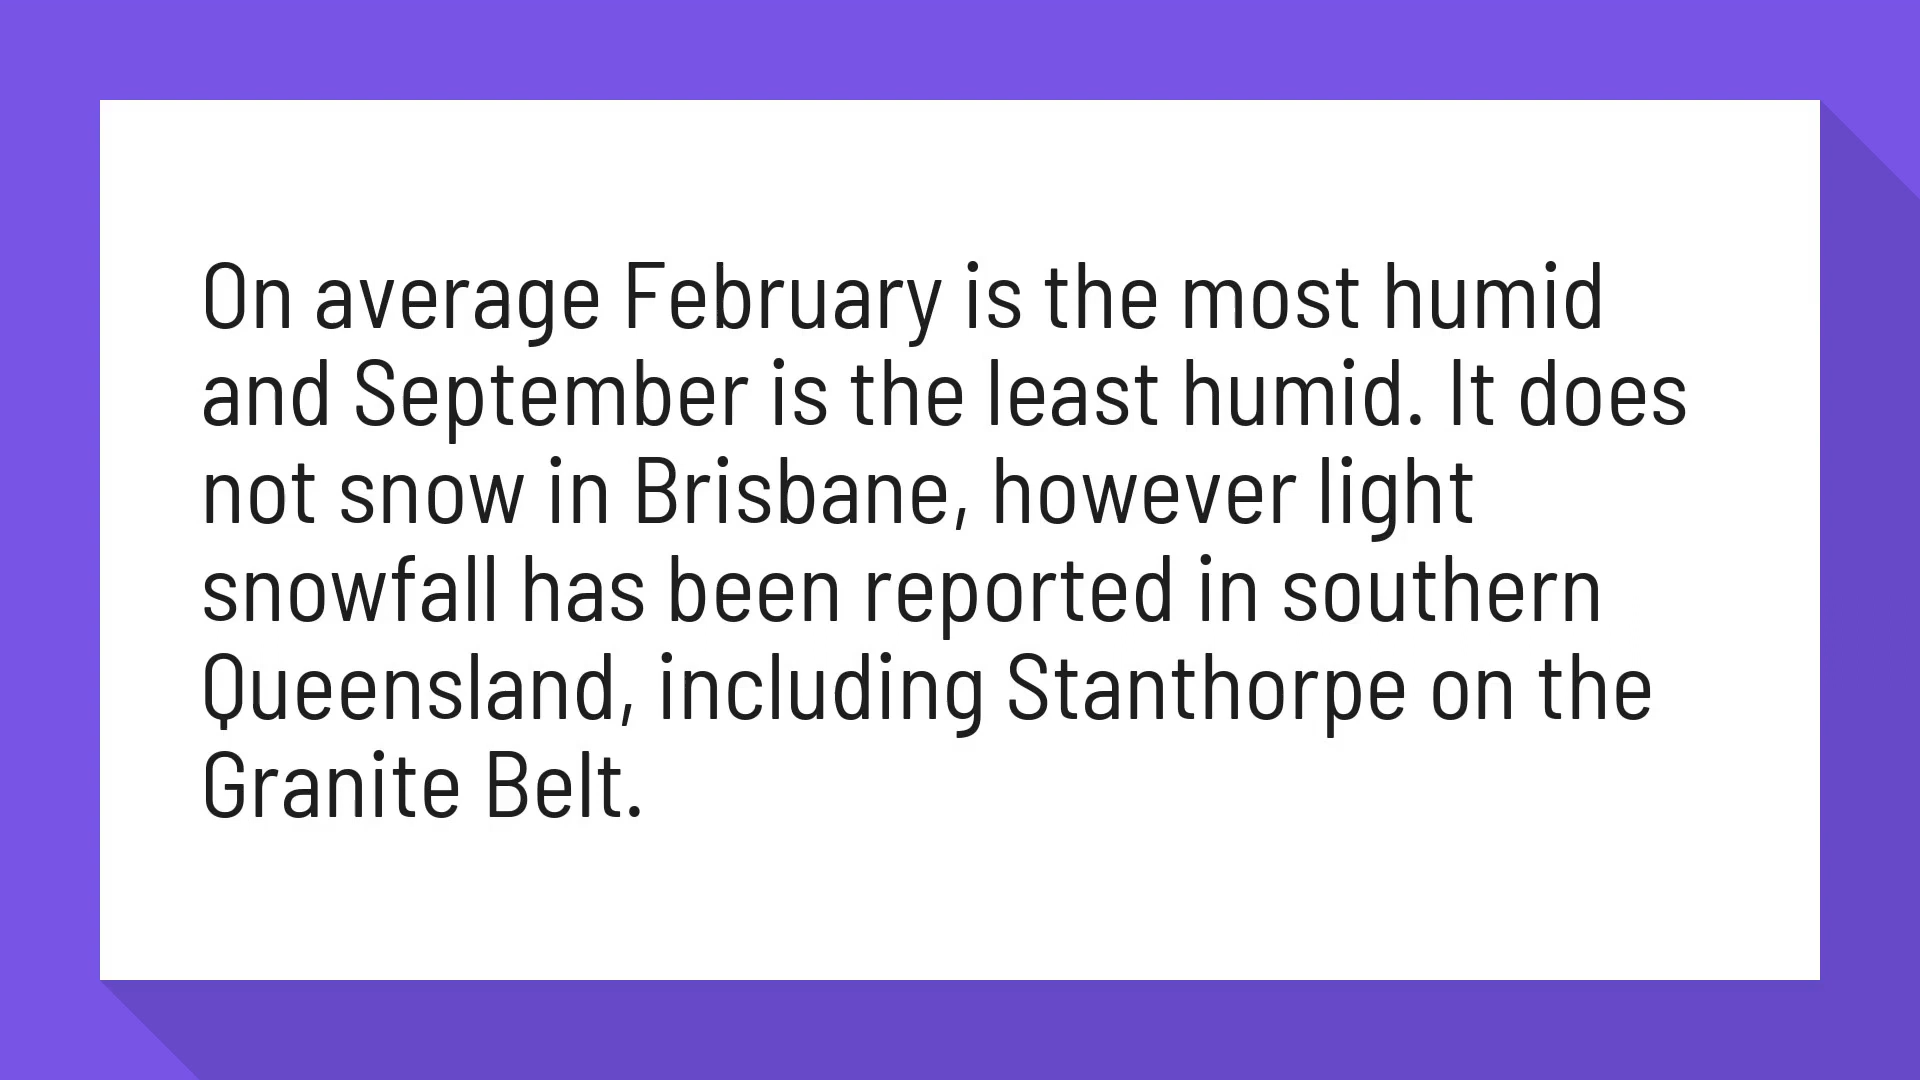 On average February is the most humid
and September is the least humid. It does
not snow in Brisbane, however light
snowfall has been reported in southern
Queensland, including Stanthorpe on the
Granite Belt.